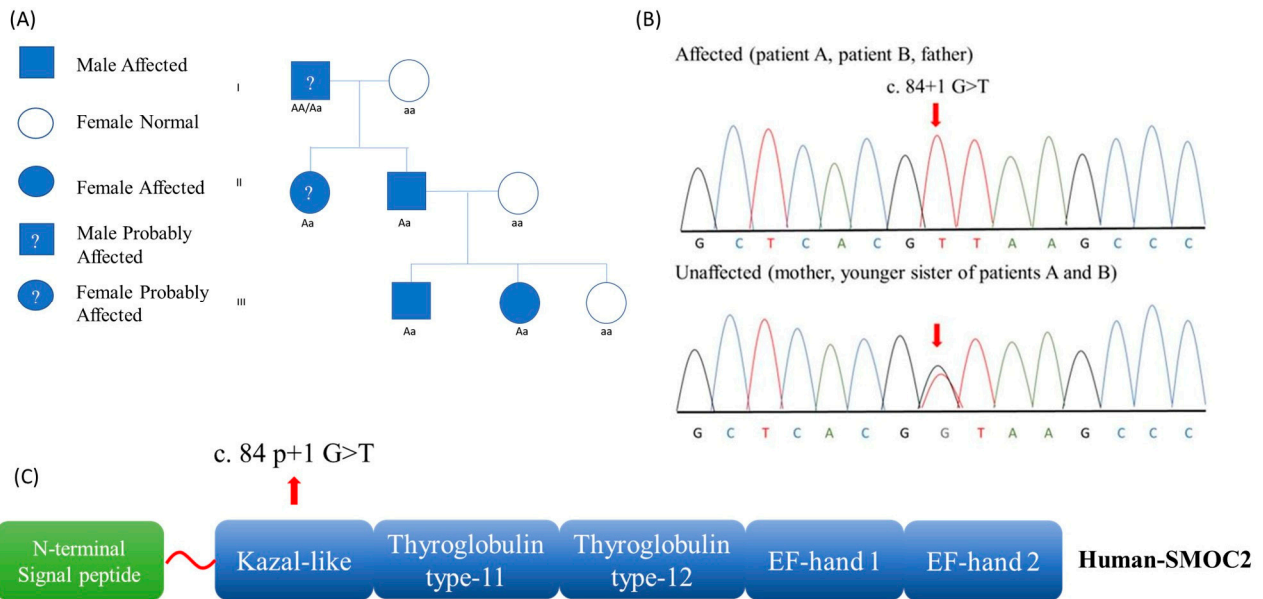 (A)
Male Affected
Female Normal
Female Affected
? Male Probably
Affected
? Female Probably
Affected
I
?
AA/Aa
aa
II
?
Aa
Aa
aa
III
Aa
Aa
aa
(B)
Affected (patient A, patient B, father)
c. 84+1 G>T
G C T C A C G T T A A G C C C
Unaffected (mother, younger sister of patients A and B)
G C T C A C G G T A A G C C C
(C)
c. 84 p+1 G>T
N-terminal
Signal peptide
Kazal-like
Thyroglobulin
type-11
Thyroglobulin
type-12
EF-hand 1
EF-hand 2
Human-SMOC2